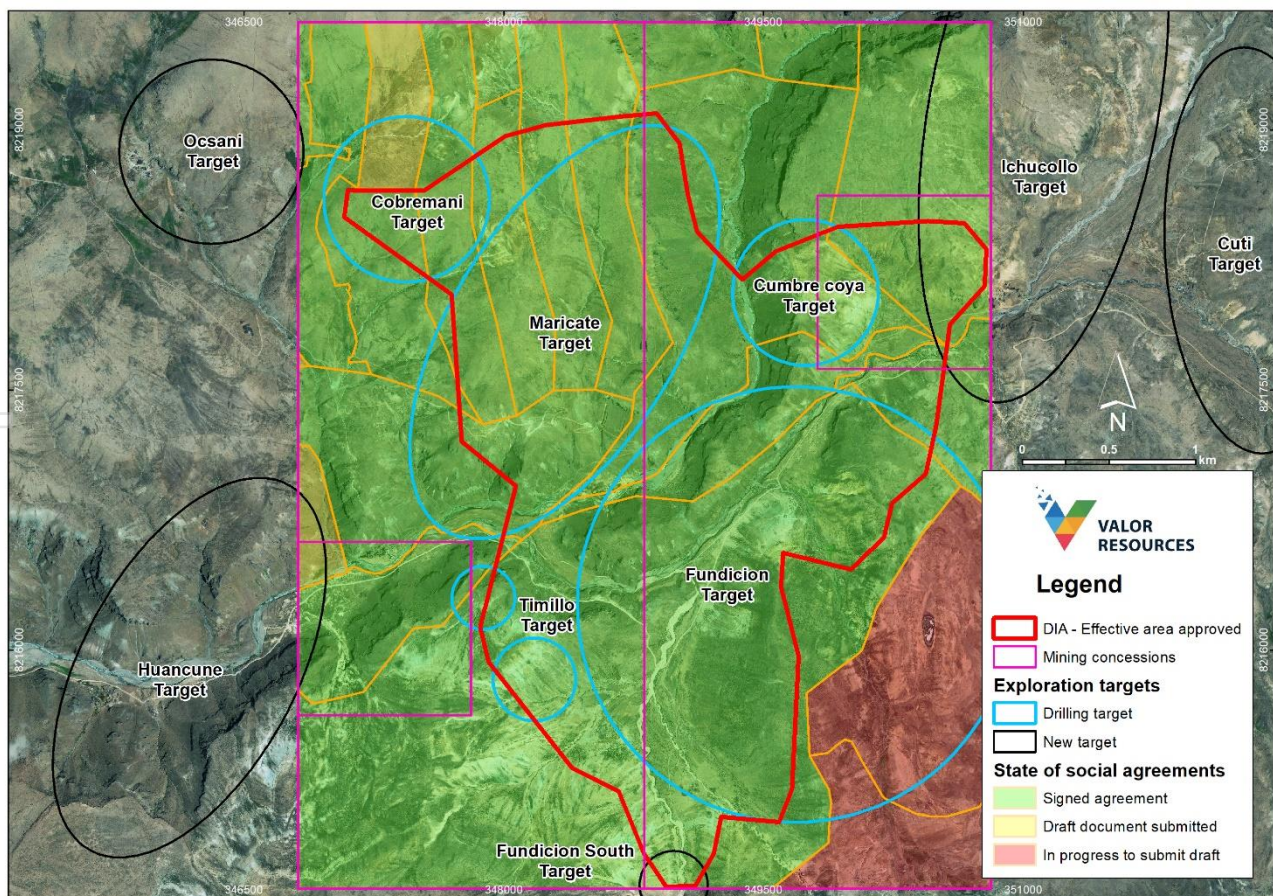 346500
348000
349500
351000
8219000
8219000
Ocsani
Target
Cobremani
Target
Ichucollo
Target
Cuti
Target
Cumbre coya
Target
Maricate
Target
8217500
8217500
N
0
0.5
1
km
Fundicion
Target
Timillo
Target
Huancune
Target
8216000
8216000
Fundicion South
Target
VALOR
RESOURCES
Legend
DIA - Effective area approved
Mining concessions
Exploration targets
Drilling target
New target
State of social agreements
Signed agreement
Draft document submitted
In progress to submit draft
346500
348000
349500
351000